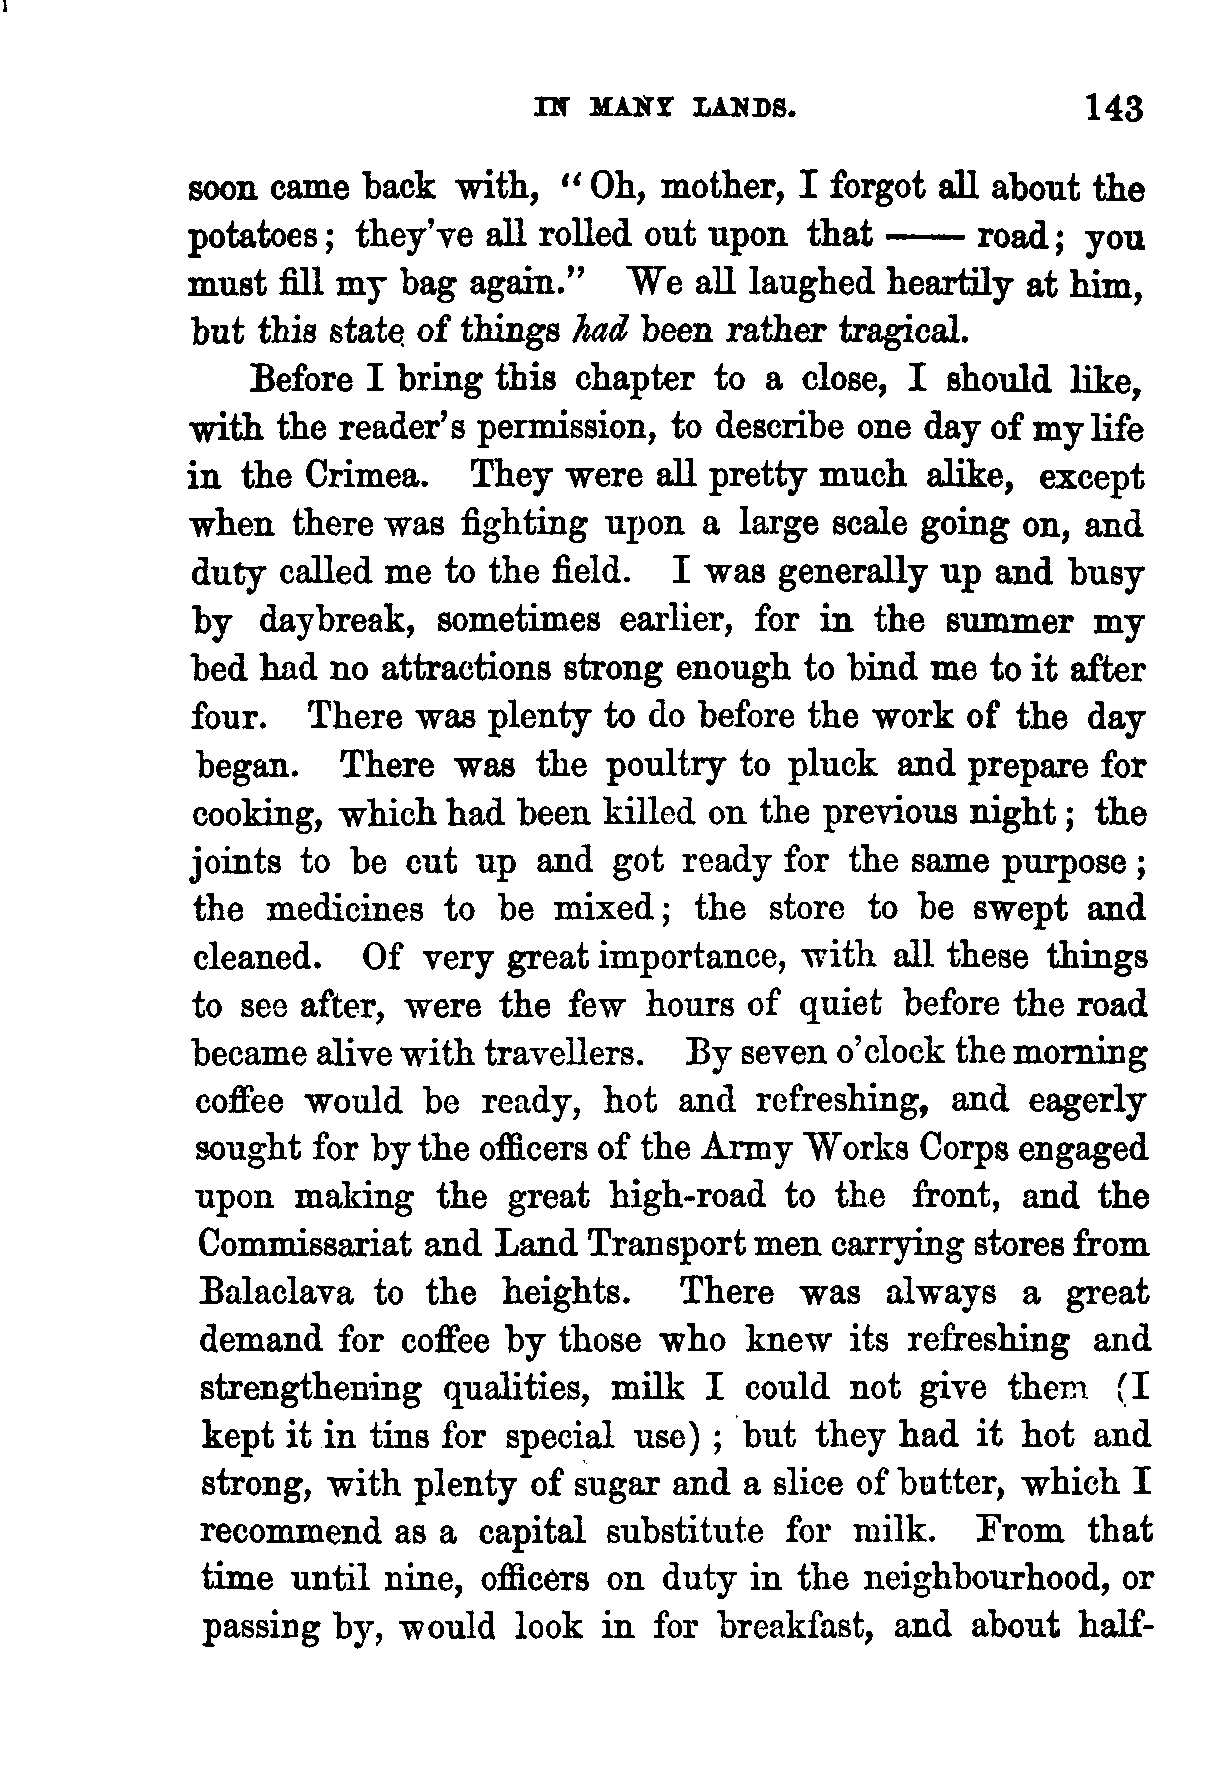 IN MANY LANDS. 143
soon came back with, “Oh, mother, I forgot all about the
potatoes; they’ve all rolled out upon that —— road; you
must fill my bag again.” We all laughed heartily at him,
but this state of things had been rather tragical.
Before I bring this chapter to a close, I should like,
with the reader’s permission, to describe one day of my life
in the Crimea. They were all pretty much alike, except
when there was fighting upon a large scale going on, and
duty called me to the field. I was generally up and busy
by daybreak, sometimes earlier, for in the summer my
bed had no attractions strong enough to bind me to it after
four. There was plenty to do before the work of the day
began. There was the poultry to pluck and prepare for
cooking, which had been killed on the previous night; the
joints to be cut up and got ready for the same purpose;
the medicines to be mixed; the store to be swept and
cleaned. Of very great importance, with all these things
to see after, were the few hours of quiet before the road
became alive with travellers. By seven o’clock the morning
coffee would be ready, hot and refreshing, and eagerly
sought for by the officers of the Army Works Corps engaged
upon making the great high-road to the front, and the
Commissariat and Land Transport men carrying stores from
Balaclava to the heights. There was always a great
demand for coffee by those who knew its refreshing and
strengthening qualities, milk I could not give them (I
kept it in tins for special use); but they had it hot and
strong, with plenty of sugar and a slice of butter, which I
recommend as a capital substitute for milk. From that
time until nine, officers on duty in the neighbourhood, or
passing by, would look in for breakfast, and about half-